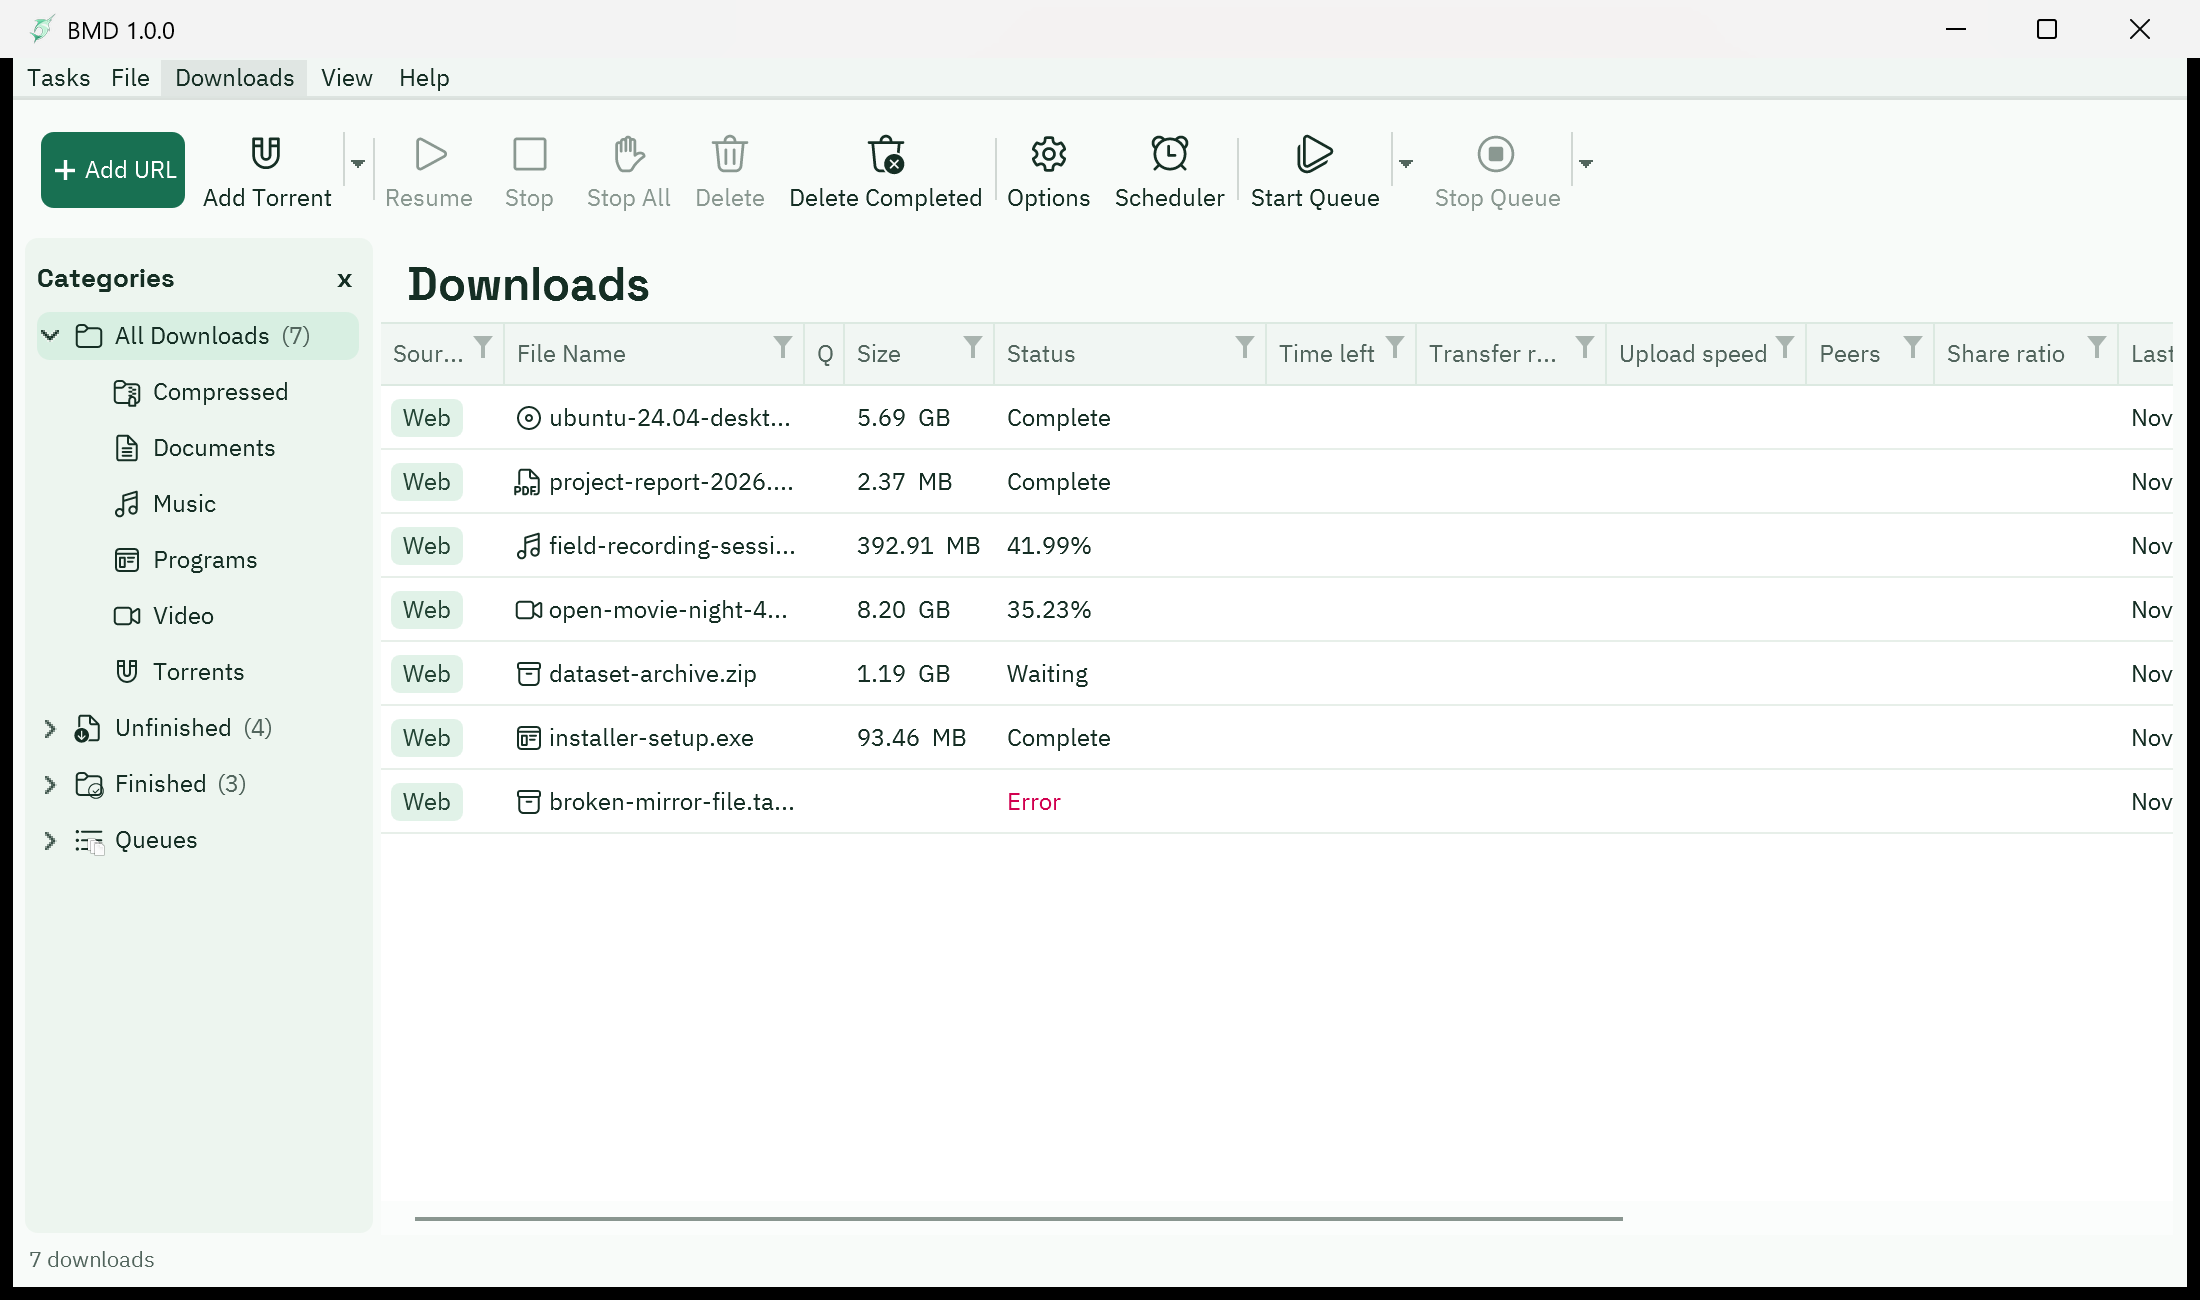 BMD 1.0.0
Tasks File Downloads View Help
+ Add URL Add Torrent Resume Stop Stop All Delete Delete Completed Options Scheduler Start Queue Stop Queue
Categories x
All Downloads (7)
Compressed
Documents
Music
Programs
Video
Torrents
Unfinished (4)
Finished (3)
Queues
Downloads
Sour... File Name Q Size Status Time left Transfer r... Upload speed Peers Share ratio Last
Web ubuntu-24.04-deskt... 5.69 GB Complete Nov
Web PDF project-report-2026.... 2.37 MB Complete Nov
Web field-recording-sessi... 392.91 MB 41.99% Nov
Web open-movie-night-4... 8.20 GB 35.23% Nov
Web dataset-archive.zip 1.19 GB Waiting Nov
Web installer-setup.exe 93.46 MB Complete Nov
Web broken-mirror-file.ta... Error Nov
7 downloads